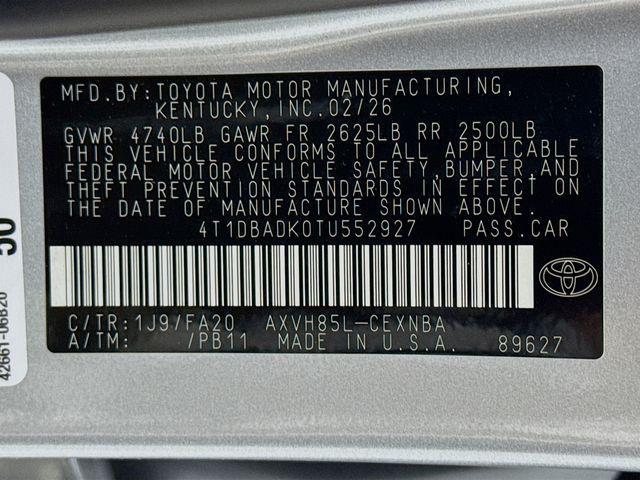 MFD.BY:TOYOTA MOTOR MANUFACTURING,
KENTUCKY,INC.02/26
GVWR 4740LB GAWR FR 2625LB RR 2500LB
THIS VEHICLE CONFORMS TO ALL APPLICABLE
FEDERAL MOTOR VEHICLE SAFETY,BUMPER,AND
THEFT PREVENTION STANDARDS IN EFFECT ON
THE DATE OF MANUFACTURE SHOWN ABOVE.
4T1DBADK0TU552927 PASS.CAR
C/TR:1J9/FA20 AXVH85L-CEXNBA
A/TM: /PB11 MADE IN U.S.A. 89627
50
42661-06B20